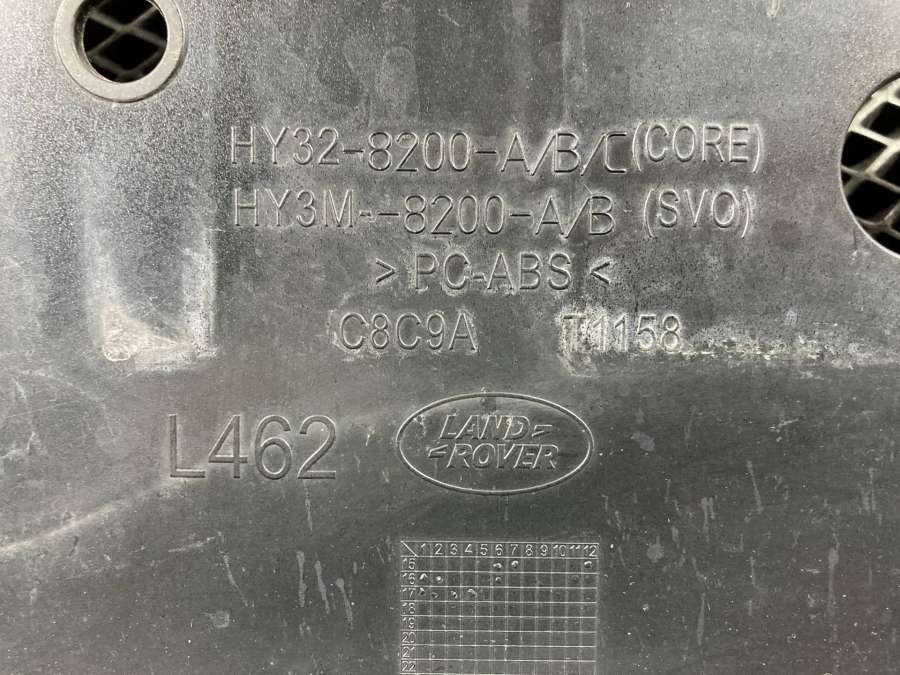 HY32-8200-A/B/C (CORE)
HY3M--8200-A/B (SVO)
> PC-ABS <
C8C9A T1158
L462
LAND-
ROVER
1 2 3 4 5 6 7 8 9 10 11 12
15
16
17
18
19
20
21
22